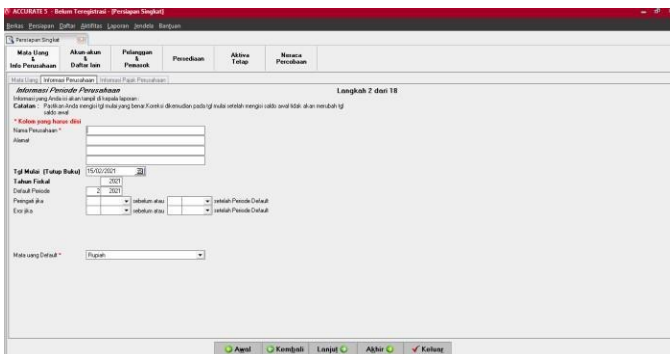 ACCURATE 5 - Belum Teregistrasi - [Persiapan Singkat]
Berkas Persiapan Daftar Aktifitas Laporan Jendela Bantuan
Persiapan Singkat
Mata Uang & Info Perusahaan
Akun-akun & Daftar lain
Pelanggan & Pemasok
Persediaan
Aktiva Tetap
Neraca Percobaan
Mata Uang Informasi Perusahaan Informasi Pajak Perusahaan
Informasi Periode Perusahaan Langkah 2 dari 18
Informasi yang Anda isi akan tampil di kepala laporan :
Catatan : Pastikan Anda mengisi tgl mulai yang benar.Koreksi dikemudian pada tgl mulai setelah mengisi saldo awal tidak akan merubah tgl
saldo awal
* Kolom yang harus diisi
Nama Perusahaan *
Alamat
Tgl Mulai (Tutup Buku) 15/02/2021
Tahun Fiskal 2021
Default Periode 2 2021
Peringati jika sebelum atau setelah Periode Default
Eror jika sebelum atau setelah Periode Default
Mata uang Default * Rupiah
Awal Kembali Lanjut Akhir Keluar